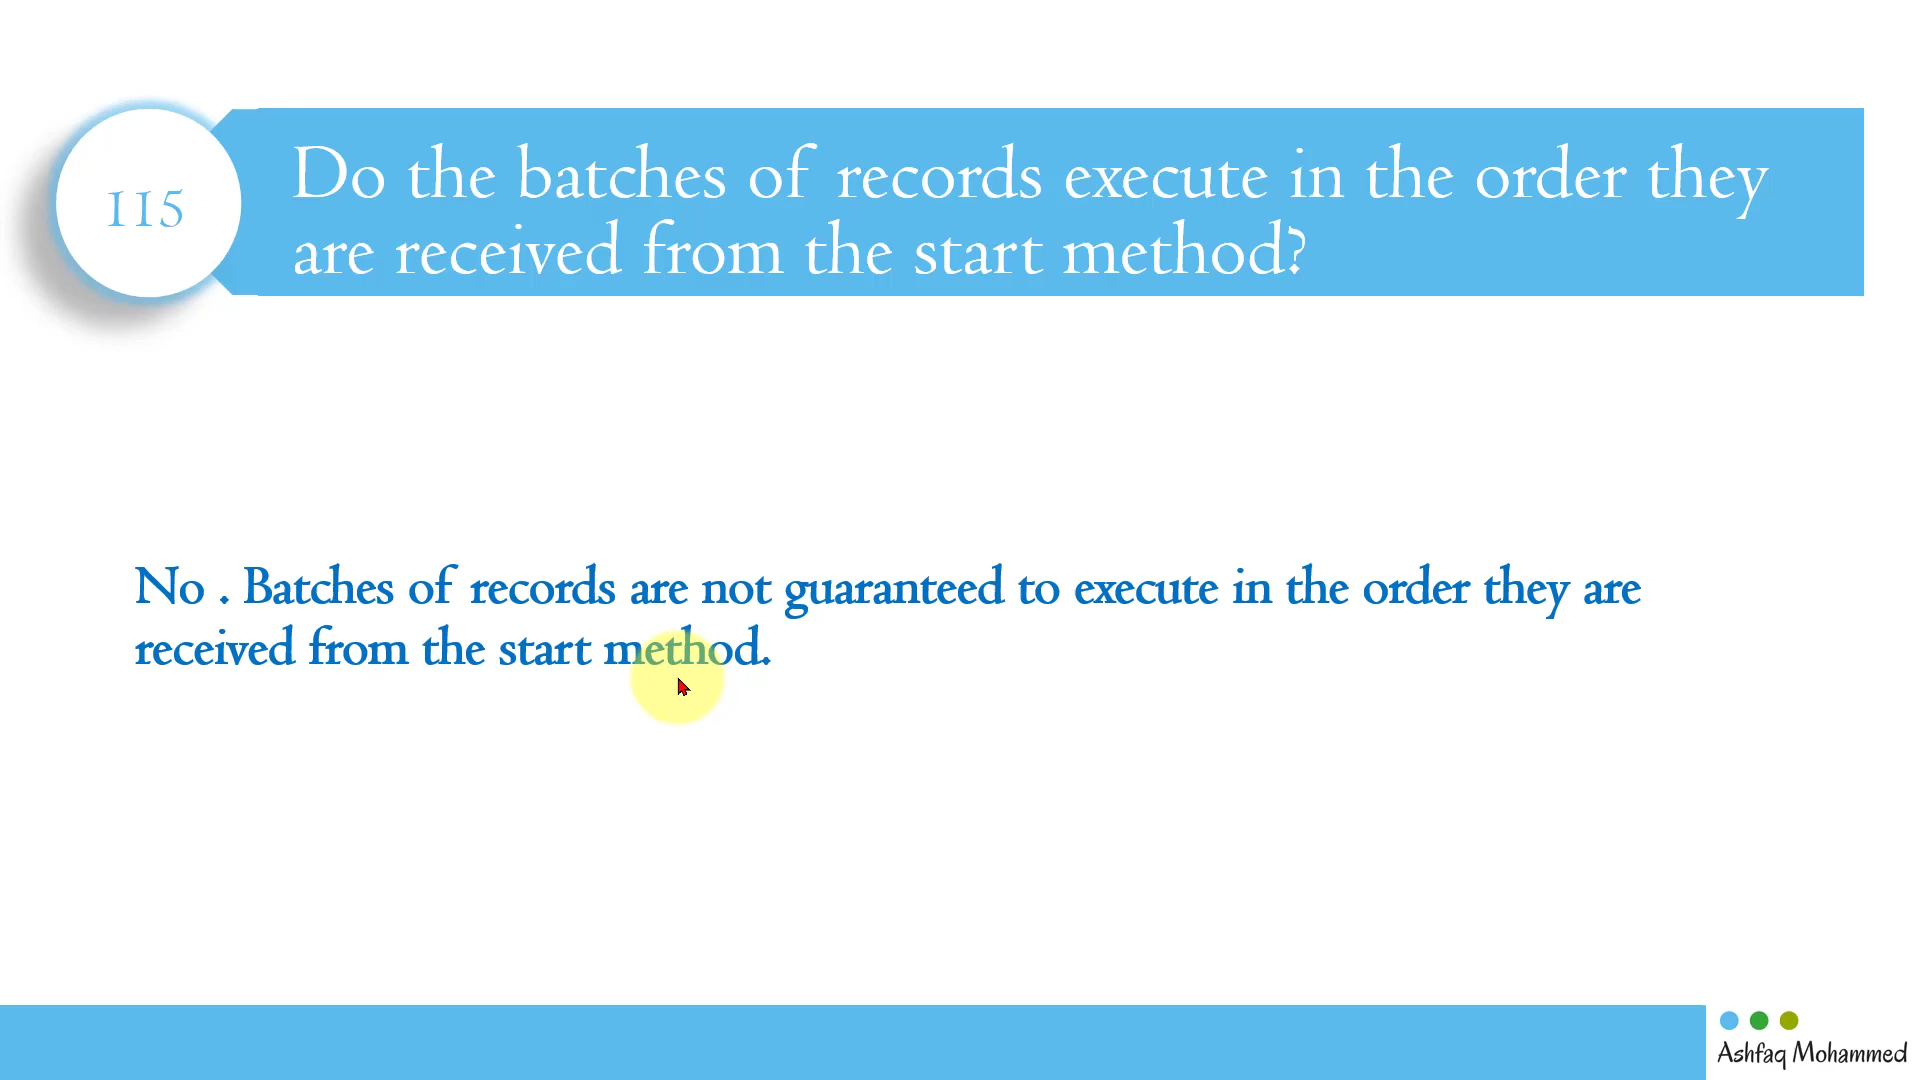 115
Do the batches of records execute in the order they
are received from the start method?
No . Batches of records are not guaranteed to execute in the order they are
received from the start method.
Ashfaq Mohammed